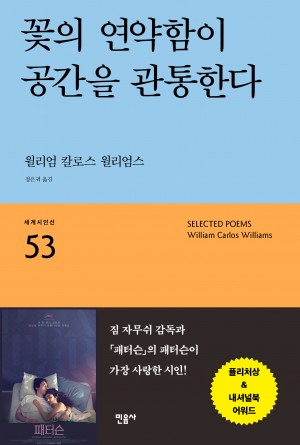 꽃의 연약함이
공간을 관통한다
윌리엄 칼로스 윌리엄스
정은귀 옮김
세계시인선
53
SELECTED POEMS
William Carlos Williams
짐 자무쉬 감독과
「패터슨」의 패터슨이
가장 사랑한 시인!
퓰리처상
&
내셔널북
어워드
패터슨
민음사